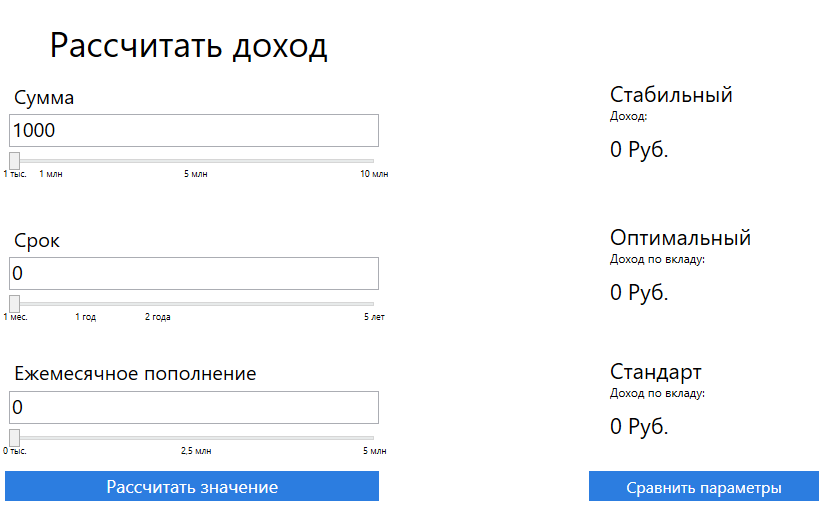 Рассчитать доход
Сумма
1000
1 тыс. 1 млн 5 млн 10 млн
Срок
0
1 мес. 1 год 2 года 5 лет
Ежемесячное пополнение
0
0 тыс. 2,5 млн 5 млн
Рассчитать значение
Стабильный
Доход:
0 Руб.
Оптимальный
Доход по вкладу:
0 Руб.
Стандарт
Доход по вкладу:
0 Руб.
Сравнить параметры